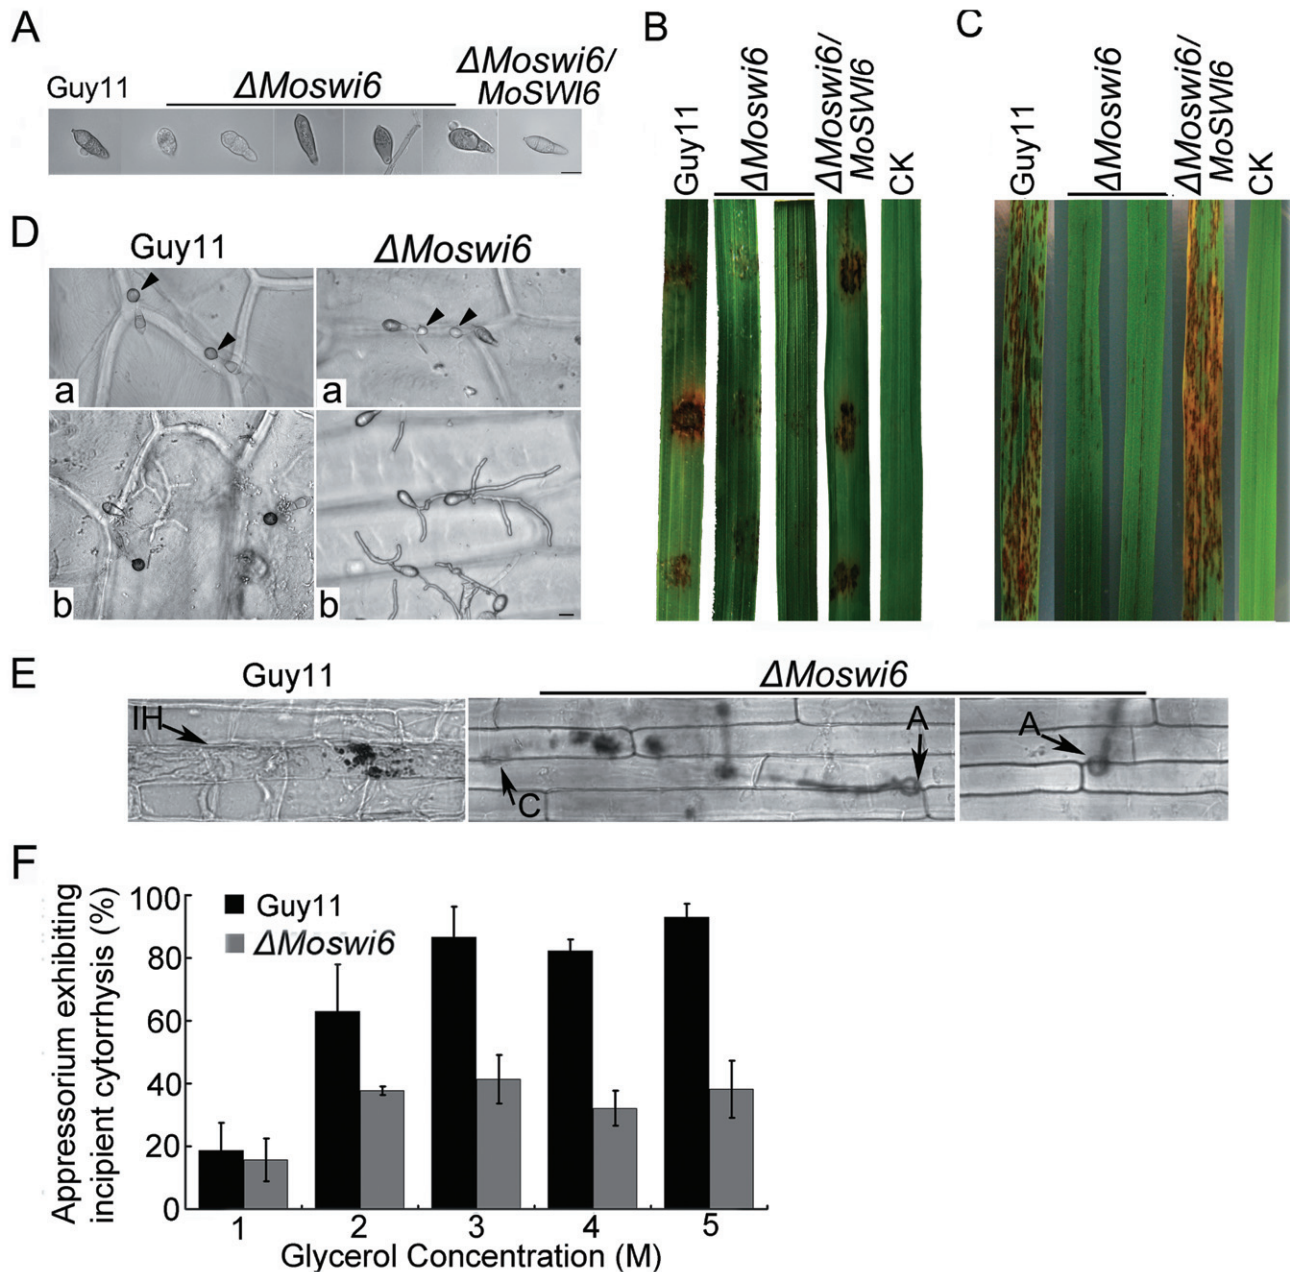 A
Guy11
ΔMoswi6
ΔMoswi6/
MoSWI6
B
Guy11
ΔMoswi6
ΔMoswi6/
MoSWI6
CK
C
Guy11
ΔMoswi6
ΔMoswi6/
MoSWI6
CK
D
Guy11
ΔMoswi6
a
a
b
b
E
Guy11
ΔMoswi6
IH
C
A
A
F
Appressorium exhibiting
incipient cytorrhysis (%)
100
80
60
40
20
0
Guy11
ΔMoswi6
1
2
3
4
5
Glycerol Concentration (M)